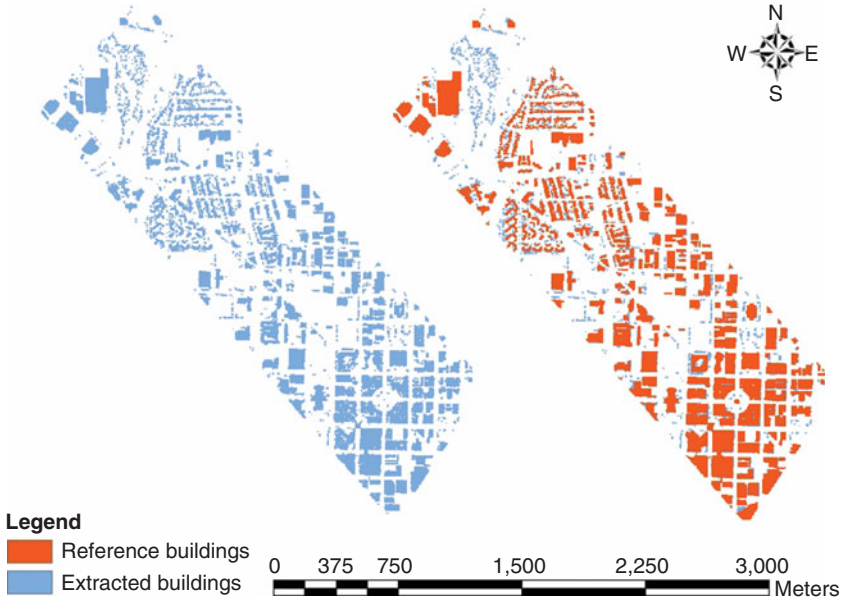 N
W E
S
Legend
Reference buildings
Extracted buildings
0 375 750 1,500 2,250 3,000
Meters